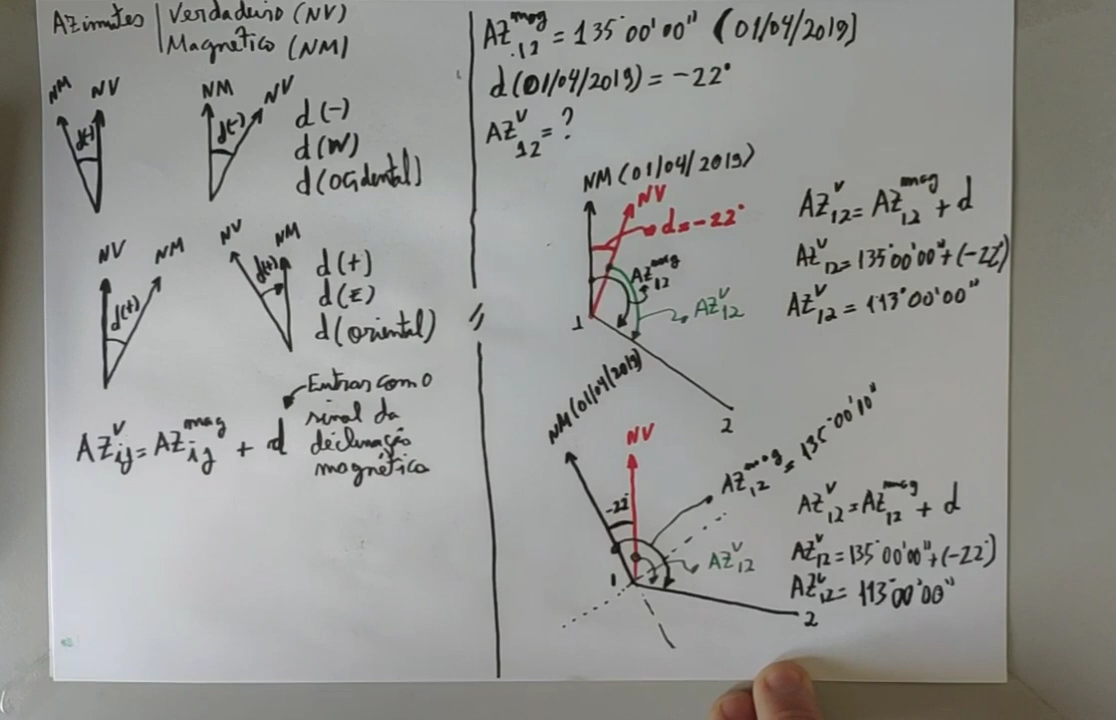 Azimutes | Verdadeiro (NV)
Magnético (NM)
NM NV
d(-)
NM NV
d(-)
d(-)
d(W)
d(ocidental)
NV NM
d(+)
NV NM
d(+)
d(+)
d(E)
d(oriental)
Entrar com o
sinal da
declinação
magnética
AZ^v_ij = AZ^mag_ij + d
AZ^mag_12 = 135°00'00" (01/04/2019)
d(01/04/2019) = -22°
AZ^v_12 = ?
NM (01/04/2019)
NV
d=-22°
AZ^mag_12
AZ^v_12
1
2
AZ^v_12 = AZ^mag_12 + d
AZ^v_12 = 135°00'00" + (-22°)
AZ^v_12 = 113°00'00"
NM (01/04/2019)
NV
-22°
AZ^mag_12 = 135°00'00"
AZ^v_12
1
2
AZ^v_12 = AZ^mag_12 + d
AZ^v_12 = 135°00'00" + (-22°)
AZ^v_12 = 113°00'00"